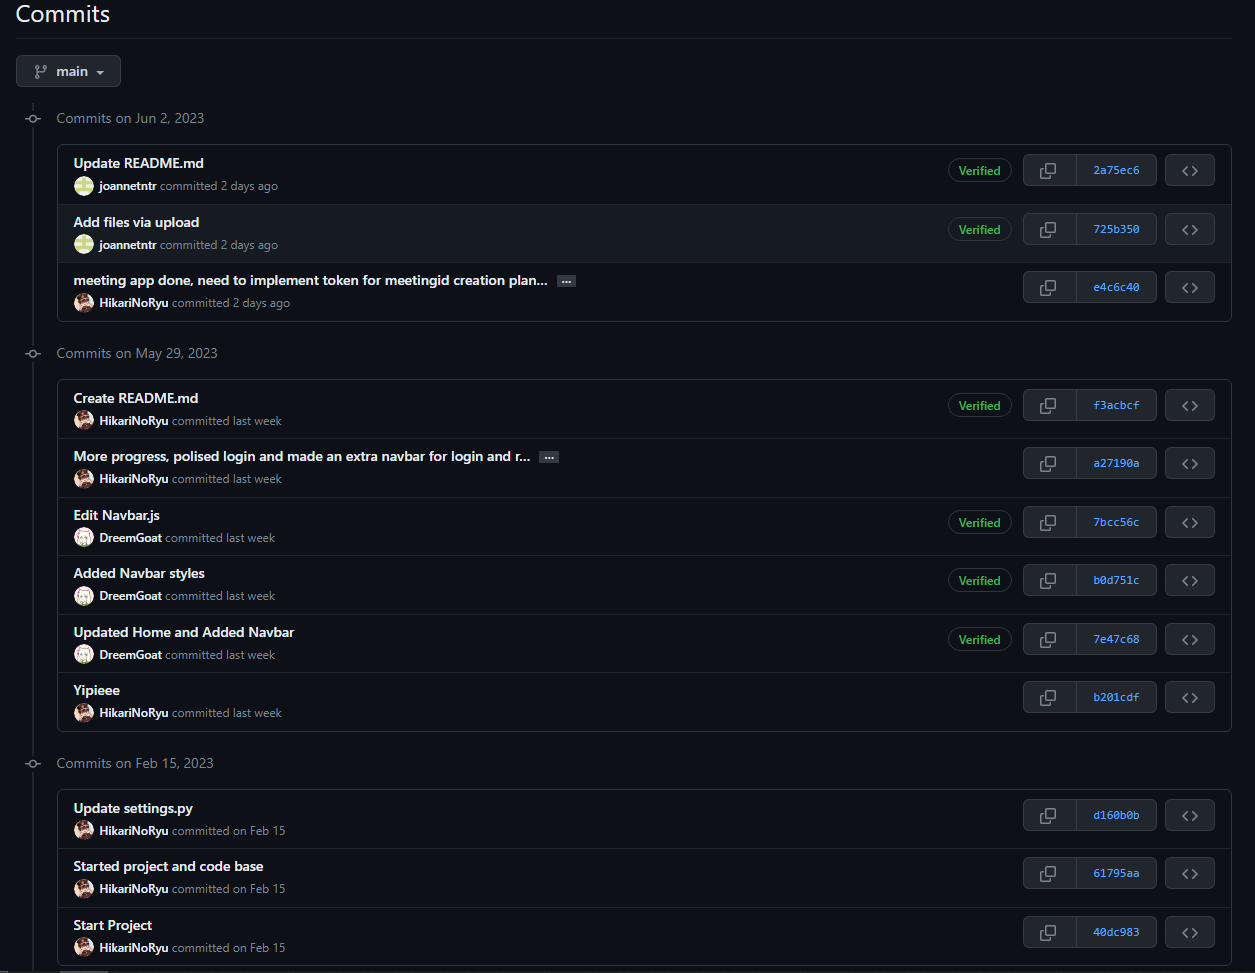 Commits
main
Commits on Jun 2, 2023
Update README.md
Verified
2a75ec6
joannetntr committed 2 days ago
Add files via upload
Verified
725b350
joannetntr committed 2 days ago
meeting app done, need to implement token for meetingid creation plan... ...
e4c6c40
HikariNoRyu committed 2 days ago
Commits on May 29, 2023
Create README.md
Verified
f3acbcf
HikariNoRyu committed last week
More progress, polised login and made an extra navbar for login and r... ...
a27190a
HikariNoRyu committed last week
Edit Navbar.js
Verified
7bcc56c
DreemGoat committed last week
Added Navbar styles
Verified
b0d751c
DreemGoat committed last week
Updated Home and Added Navbar
Verified
7e47c68
DreemGoat committed last week
Yipieee
b201cdf
HikariNoRyu committed last week
Commits on Feb 15, 2023
Update settings.py
d160b0b
HikariNoRyu committed on Feb 15
Started project and code base
61795aa
HikariNoRyu committed on Feb 15
Start Project
40dc983
HikariNoRyu committed on Feb 15